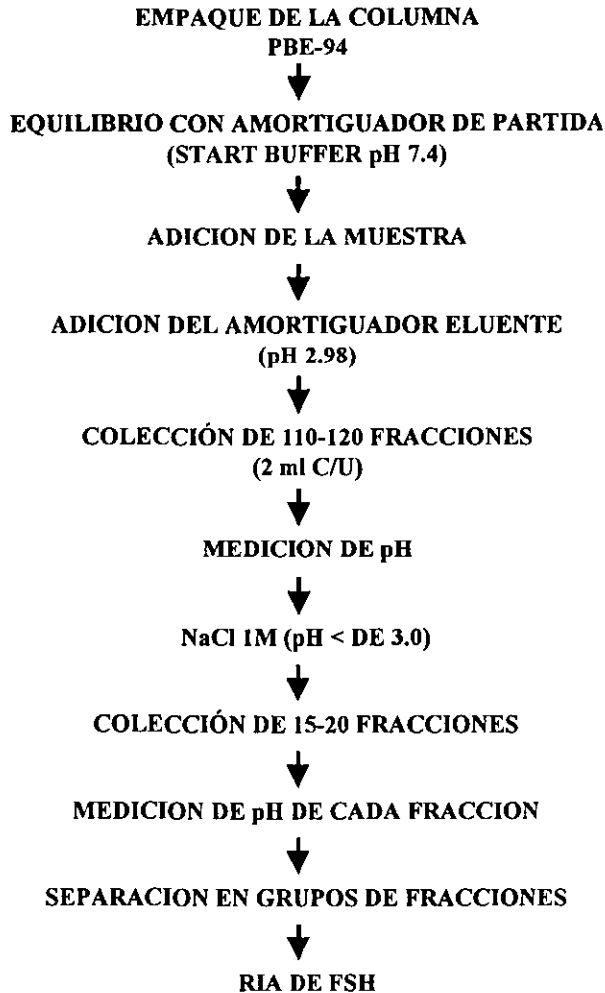 EMPAQUE DE LA COLUMNA
PBE-94
EQUILIBRIO CON AMORTIGUADOR DE PARTIDA
(START BUFFER pH 7.4)
ADICION DE LA MUESTRA
ADICION DEL AMORTIGUADOR ELUENTE
(pH 2.98)
COLECCIÓN DE 110-120 FRACCIONES
(2 ml C/U)
MEDICION DE pH
NaCl 1M (pH < DE 3.0)
COLECCIÓN DE 15-20 FRACCIONES
MEDICION DE pH DE CADA FRACCION
SEPARACION EN GRUPOS DE FRACCIONES
RIA DE FSH